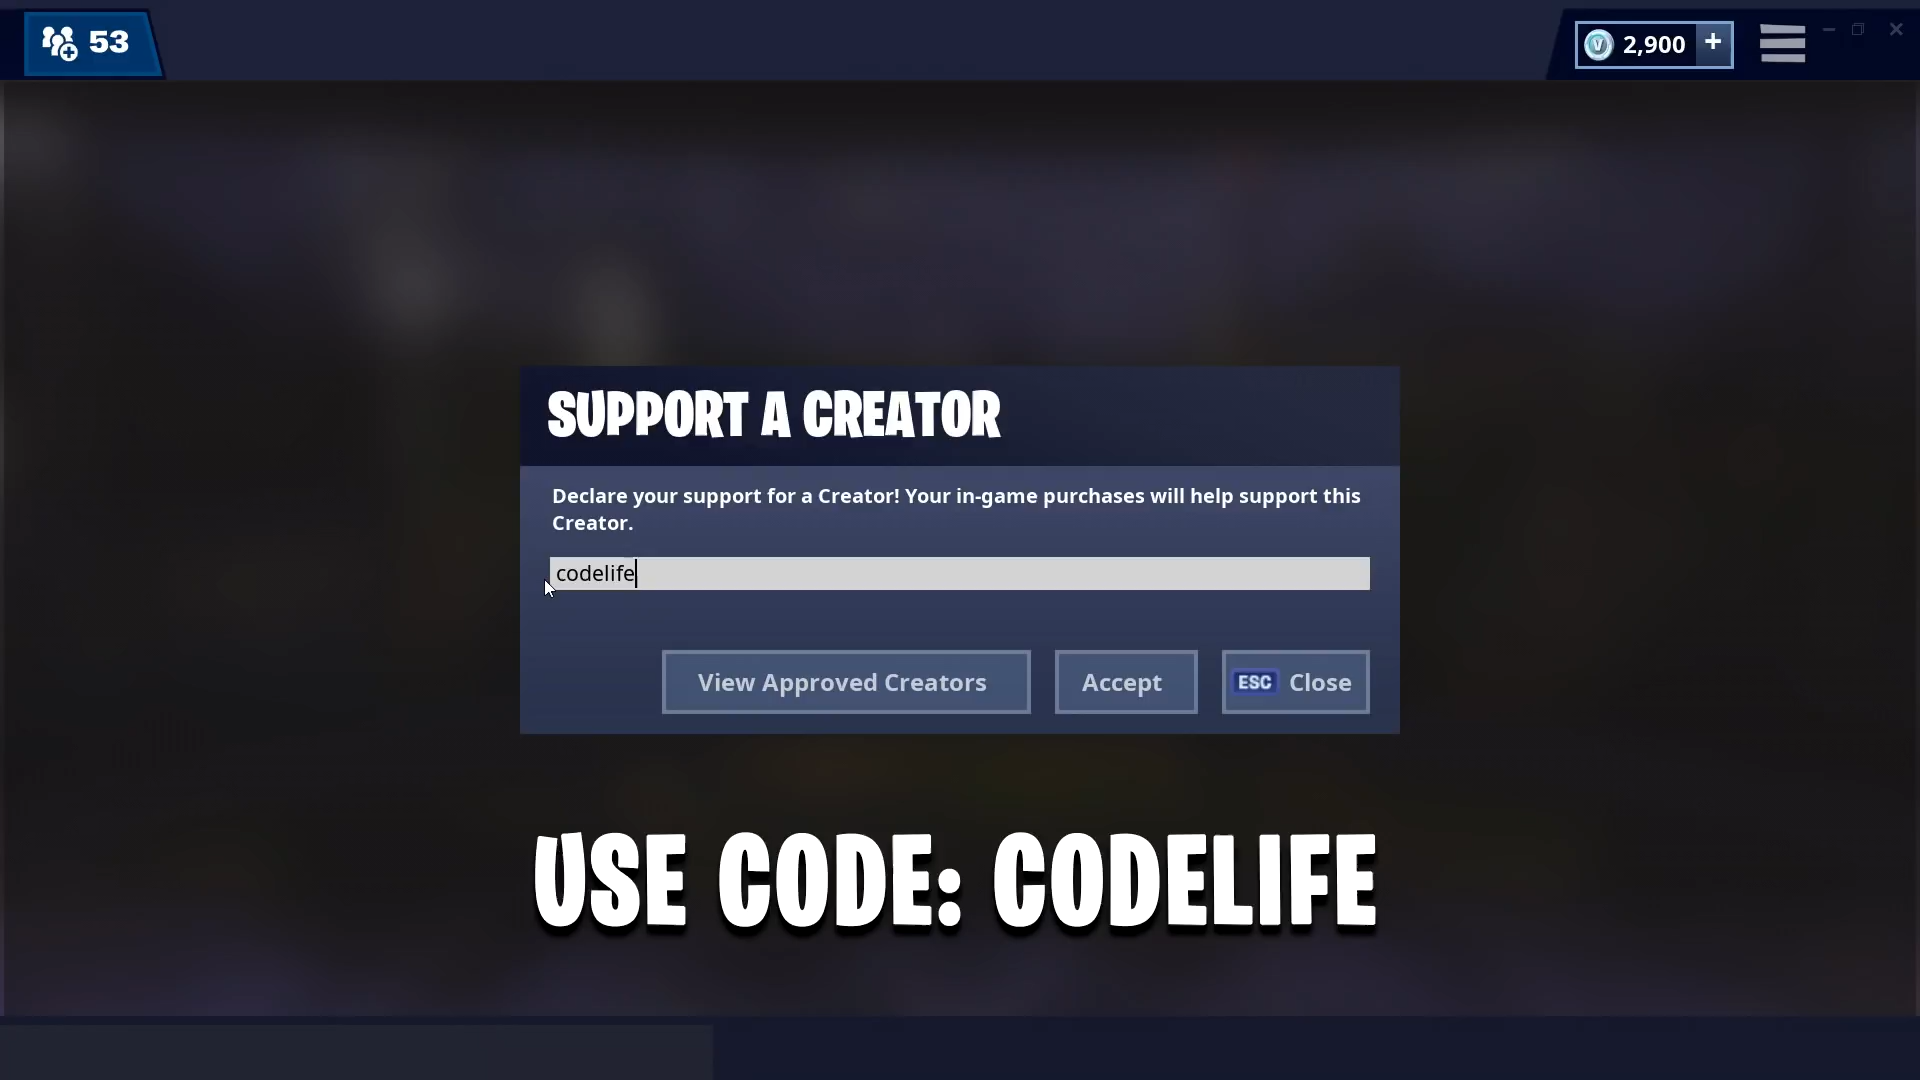 53
2,900 +
SUPPORT A CREATOR
Declare your support for a Creator! Your in-game purchases will help support this
Creator.
codelife
View Approved Creators
Accept
ESC Close
USE CODE: CODELIFE